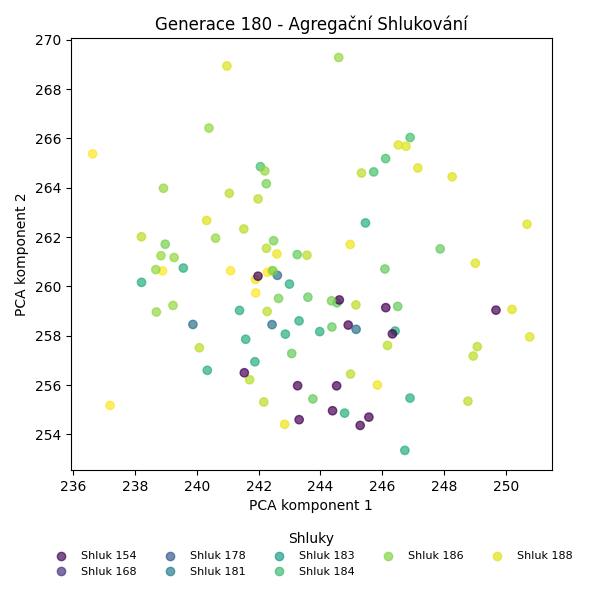 Generace 180 - Agregační Shlukování
PCA komponent 2
270
268
266
264
262
260
258
256
254
236 238 240 242 244 246 248 250
PCA komponent 1
Shluky
Shluk 154 Shluk 178 Shluk 183 Shluk 186 Shluk 188
Shluk 168 Shluk 181 Shluk 184